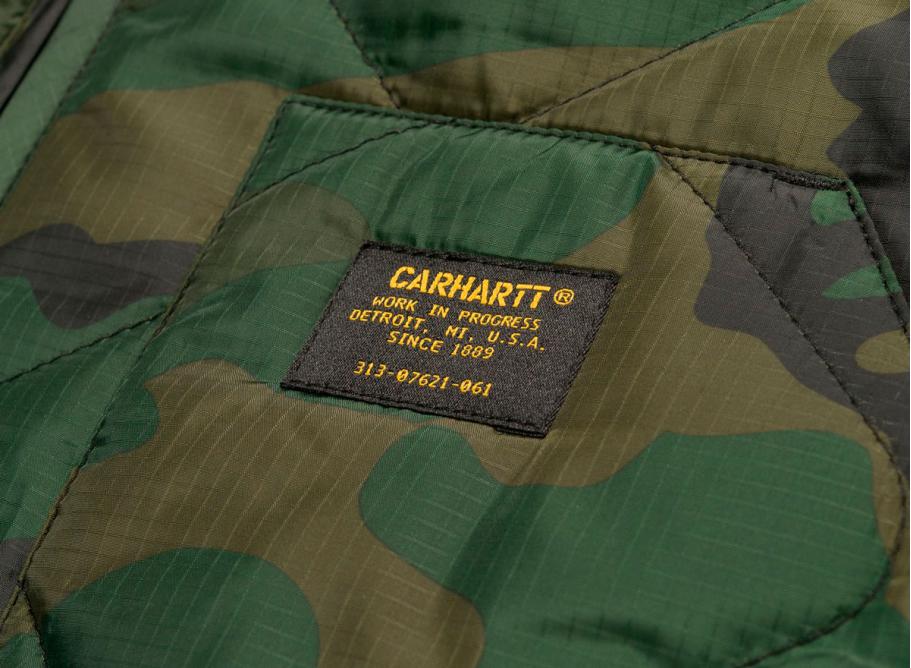 CARHARTT®
WORK IN PROGRESS
DETROIT, MI, U.S.A.
SINCE 1889
313-07621-061